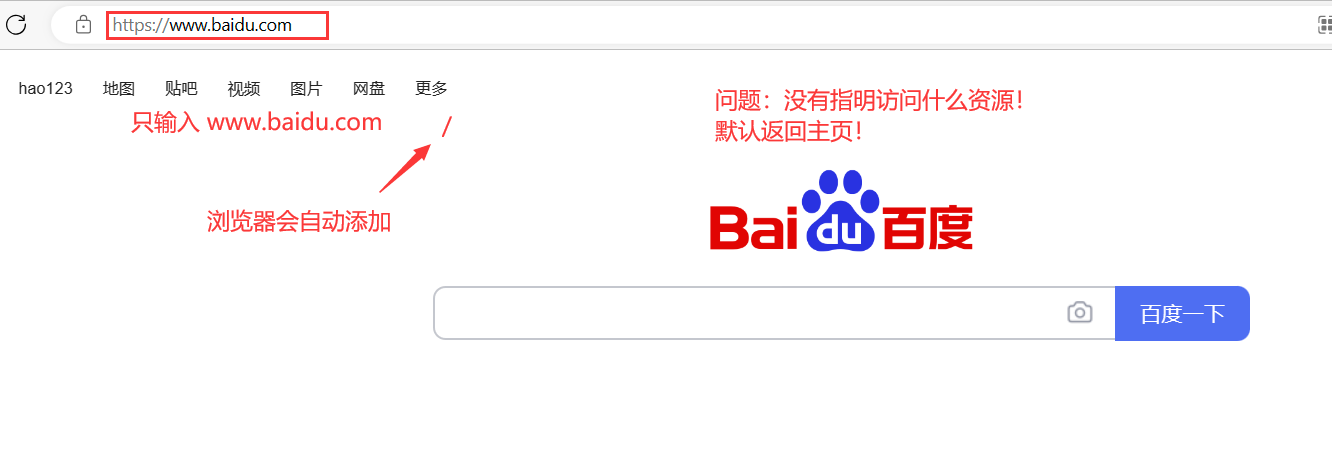 https://www.baidu.com
hao123 地图 贴吧 视频 图片 网盘 更多
只输入 www.baidu.com /
浏览器会自动添加
问题：没有指明访问什么资源！
默认返回主页！
Bai du 百度
百度一下